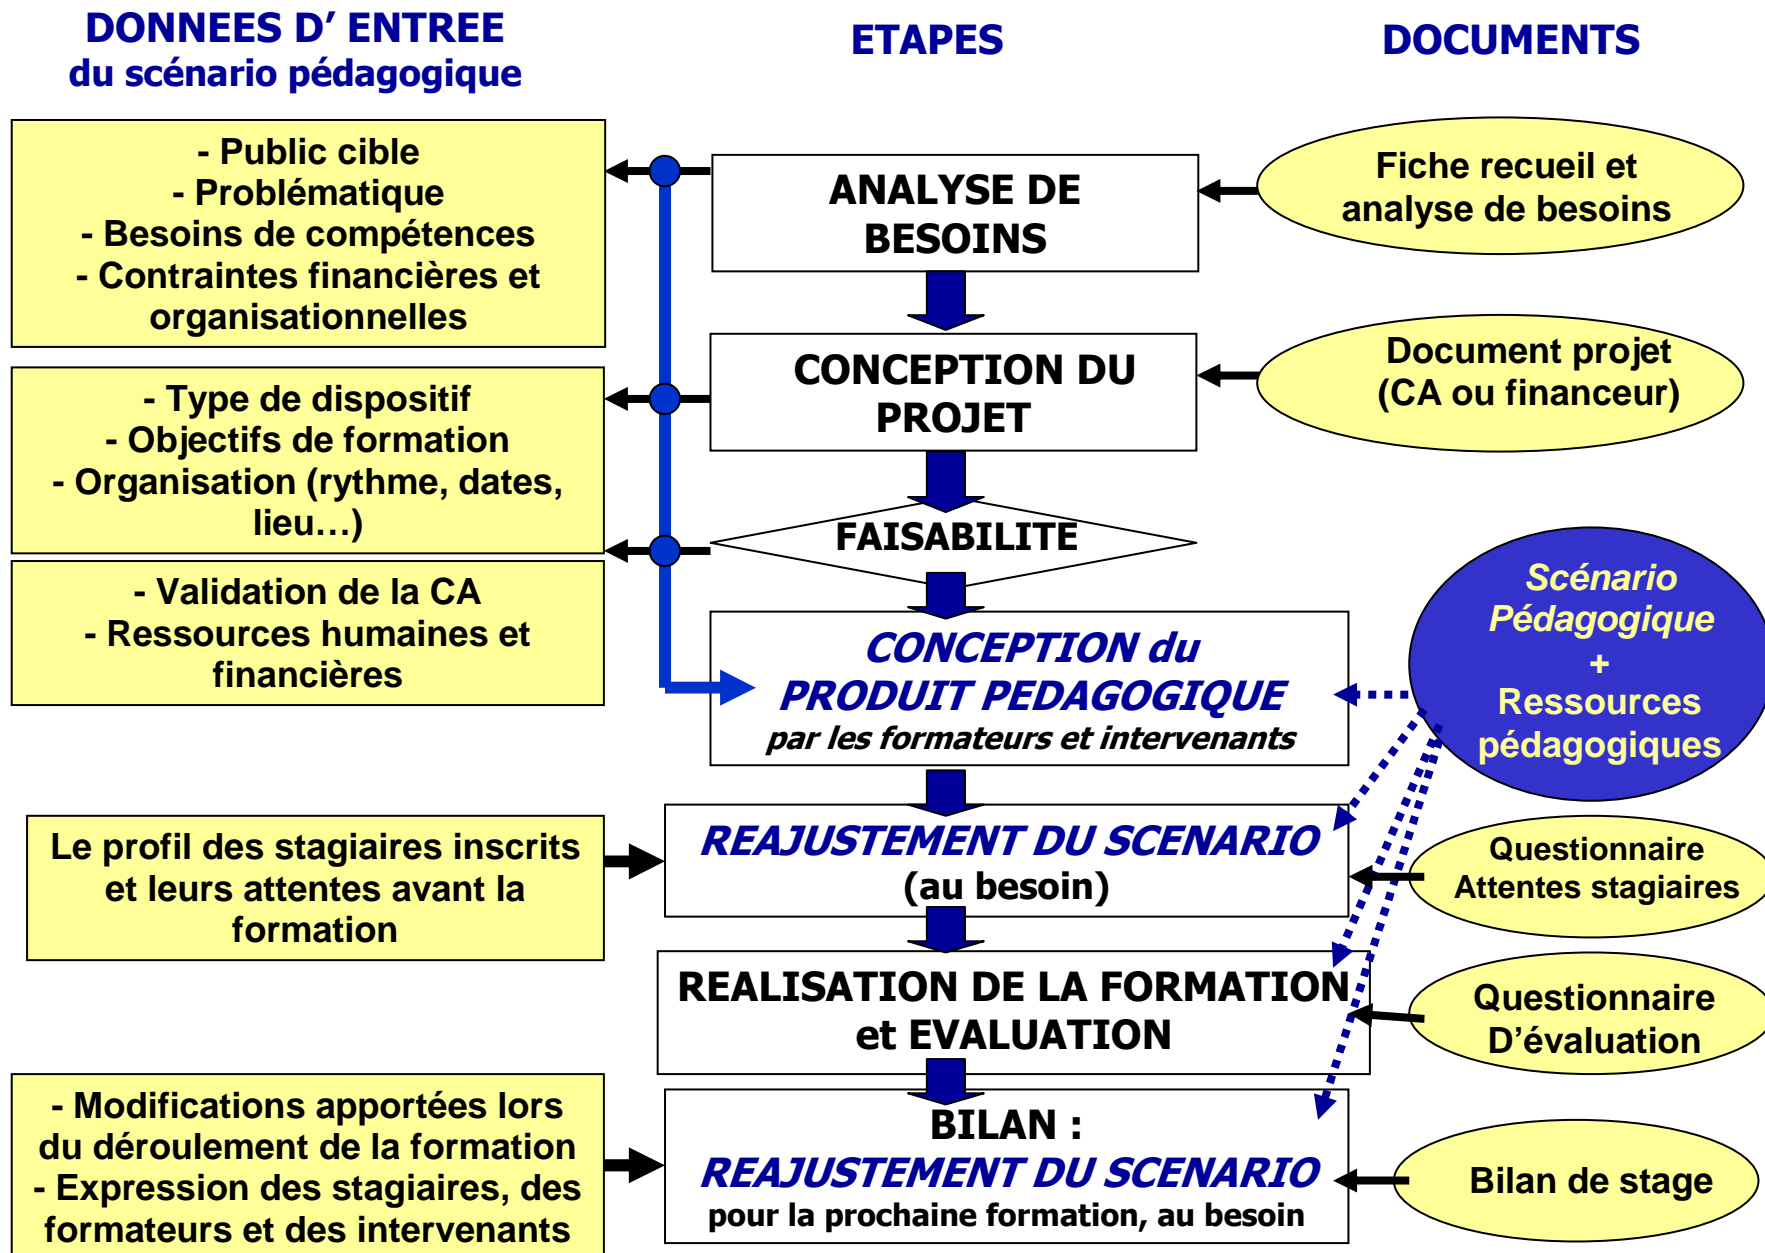 DONNEES D’ ENTREE
du scénario pédagogique
ETAPES
DOCUMENTS
- Public cible
- Problématique
- Besoins de compétences
- Contraintes financières et
organisationnelles
ANALYSE DE
BESOINS
Fiche recueil et
analyse de besoins
- Type de dispositif
- Objectifs de formation
- Organisation (rythme, dates,
lieu…)
CONCEPTION DU
PROJET
Document projet
(CA ou financeur)
- Validation de la CA
- Ressources humaines et
financières
FAISABILITE
CONCEPTION du
PRODUIT PEDAGOGIQUE
par les formateurs et intervenants
Scénario
Pédagogique
+
Ressources
pédagogiques
Le profil des stagiaires inscrits
et leurs attentes avant la
formation
REAJUSTEMENT DU SCENARIO
(au besoin)
Questionnaire
Attentes stagiaires
REALISATION DE LA FORMATION
et EVALUATION
Questionnaire
D’évaluation
- Modifications apportées lors
du déroulement de la formation
- Expression des stagiaires, des
formateurs et des intervenants
BILAN :
REAJUSTEMENT DU SCENARIO
pour la prochaine formation, au besoin
Bilan de stage